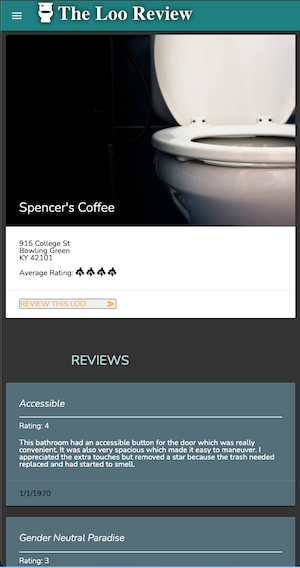 The Loo Review
Spencer's Coffee
915 College St
Bowling Green
KY 42101
Average Rating:
REVIEW THIS LOO
REVIEWS
Accessible
Rating: 4
This bathroom had an accessible button for the door which was really
convenient. It was also very spacious which made it easy to maneuver. I
appreciated the extra touches but removed a star because the trash needed
replaced and had started to smell.
1/1/1970
Gender Neutral Paradise
Rating: 3